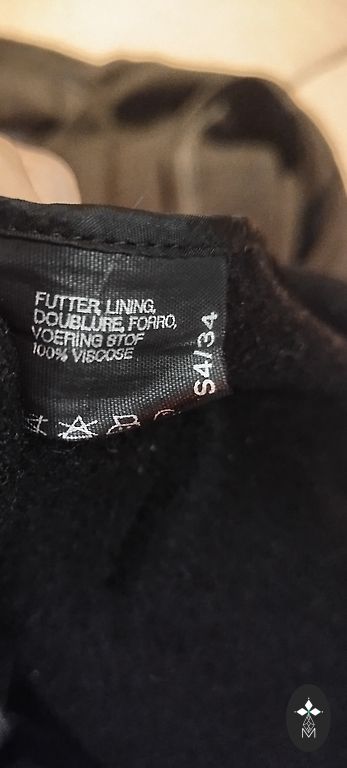 FUTTER, LINING,
DOUBLURE, FORRO,
VOERING STOF
100% VISCOSE
S4/34
M